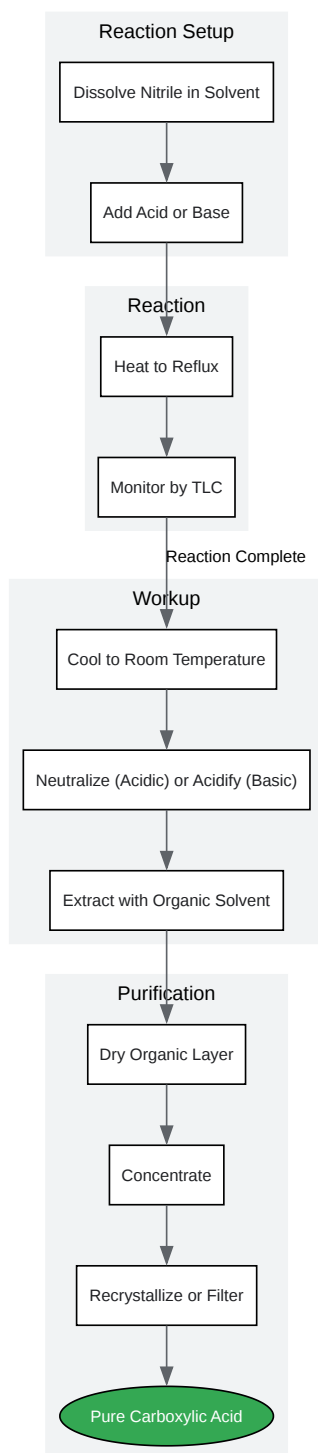 Reaction Setup
Dissolve Nitrile in Solvent
Add Acid or Base
Reaction
Heat to Reflux
Monitor by TLC
Reaction Complete
Workup
Cool to Room Temperature
Neutralize (Acidic) or Acidify (Basic)
Extract with Organic Solvent
Purification
Dry Organic Layer
Concentrate
Recrystallize or Filter
Pure Carboxylic Acid